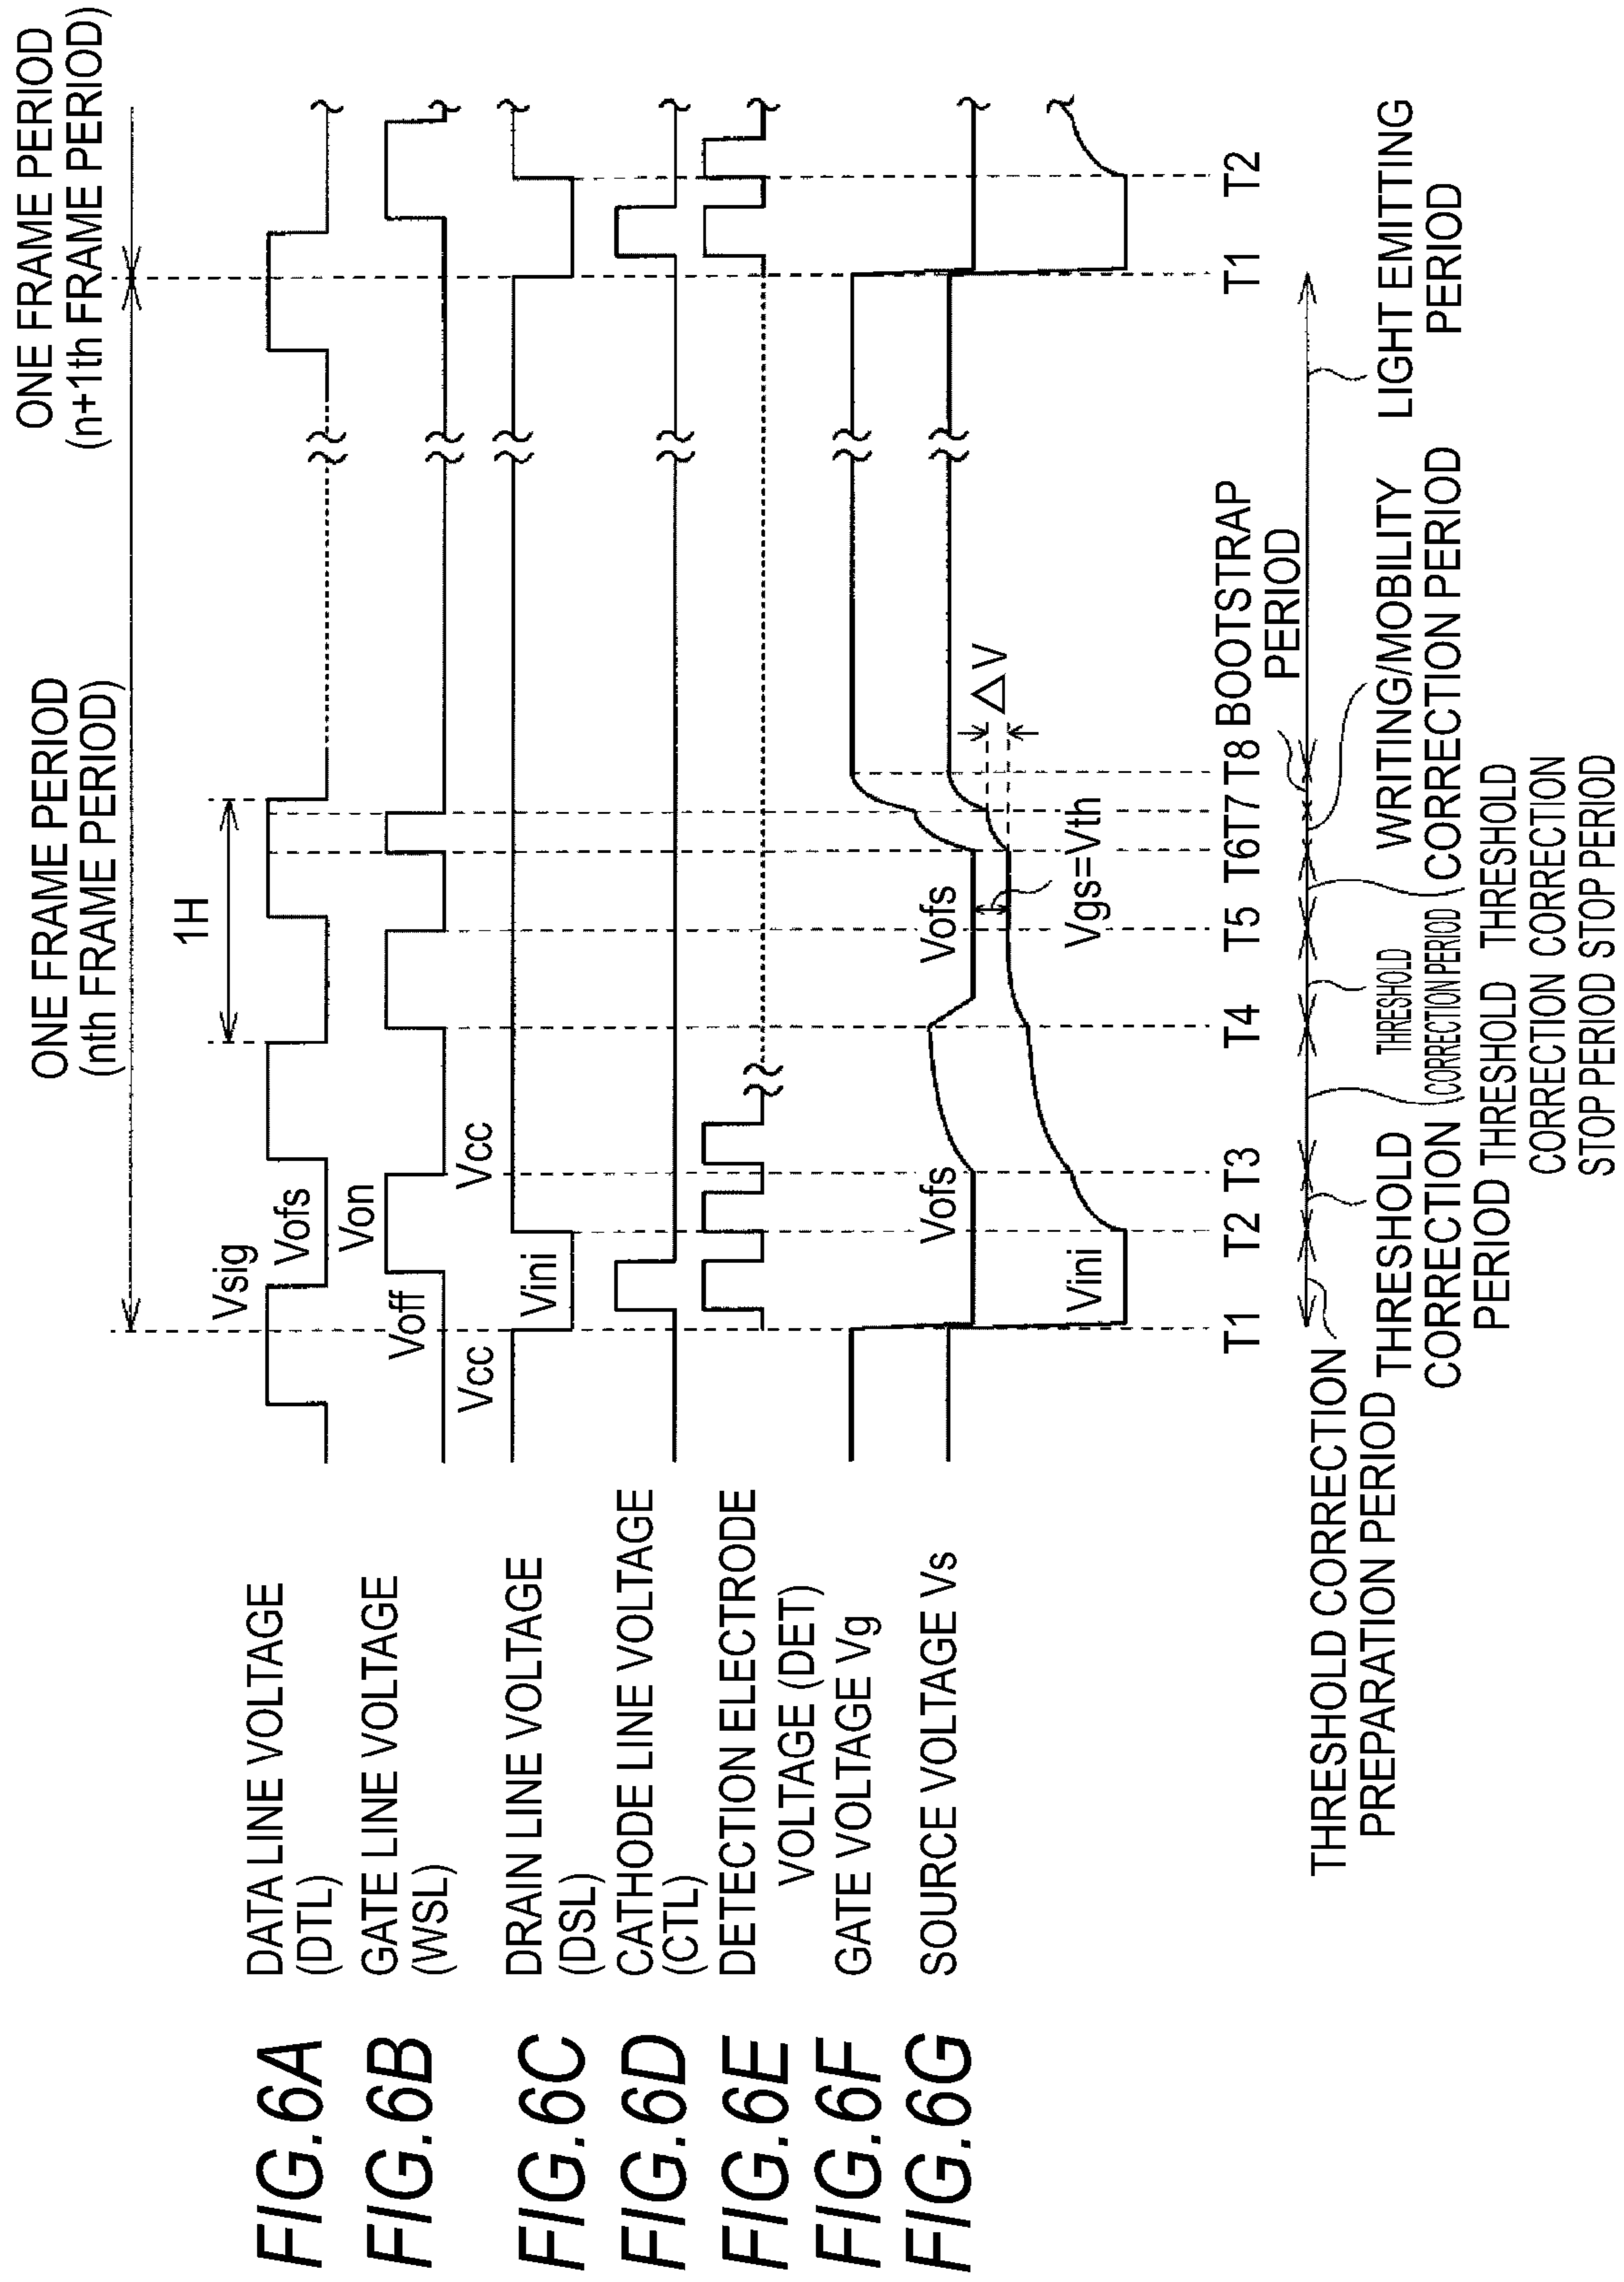 ONE FRAME PERIOD
(nth FRAME PERIOD)
ONE FRAME PERIOD
(n+1th FRAME PERIOD)
1H
FIG.6A
DATA LINE VOLTAGE
(DTL)
Vsig
Vofs
FIG.6B
GATE LINE VOLTAGE
(WSL)
Von
Voff
FIG.6C
DRAIN LINE VOLTAGE
(DSL)
Vcc
Vini
Vcc
FIG.6D
CATHODE LINE VOLTAGE
(CTL)
FIG.6E
DETECTION ELECTRODE
VOLTAGE (DET)
FIG.6F
GATE VOLTAGE Vg
Vofs
Vofs
FIG.6G
SOURCE VOLTAGE Vs
Vini
Vgs=Vth
△V
T1
T2
T3
T4
T5
T6
T7
T8
BOOTSTRAP
PERIOD
T1
T2
THRESHOLD CORRECTION
PREPARATION PERIOD
THRESHOLD
CORRECTION
PERIOD
THRESHOLD
CORRECTION
STOP PERIOD
THRESHOLD
CORRECTION PERIOD
THRESHOLD
CORRECTION
STOP PERIOD
WRITING/MOBILITY
CORRECTION PERIOD
LIGHT EMITTING
PERIOD